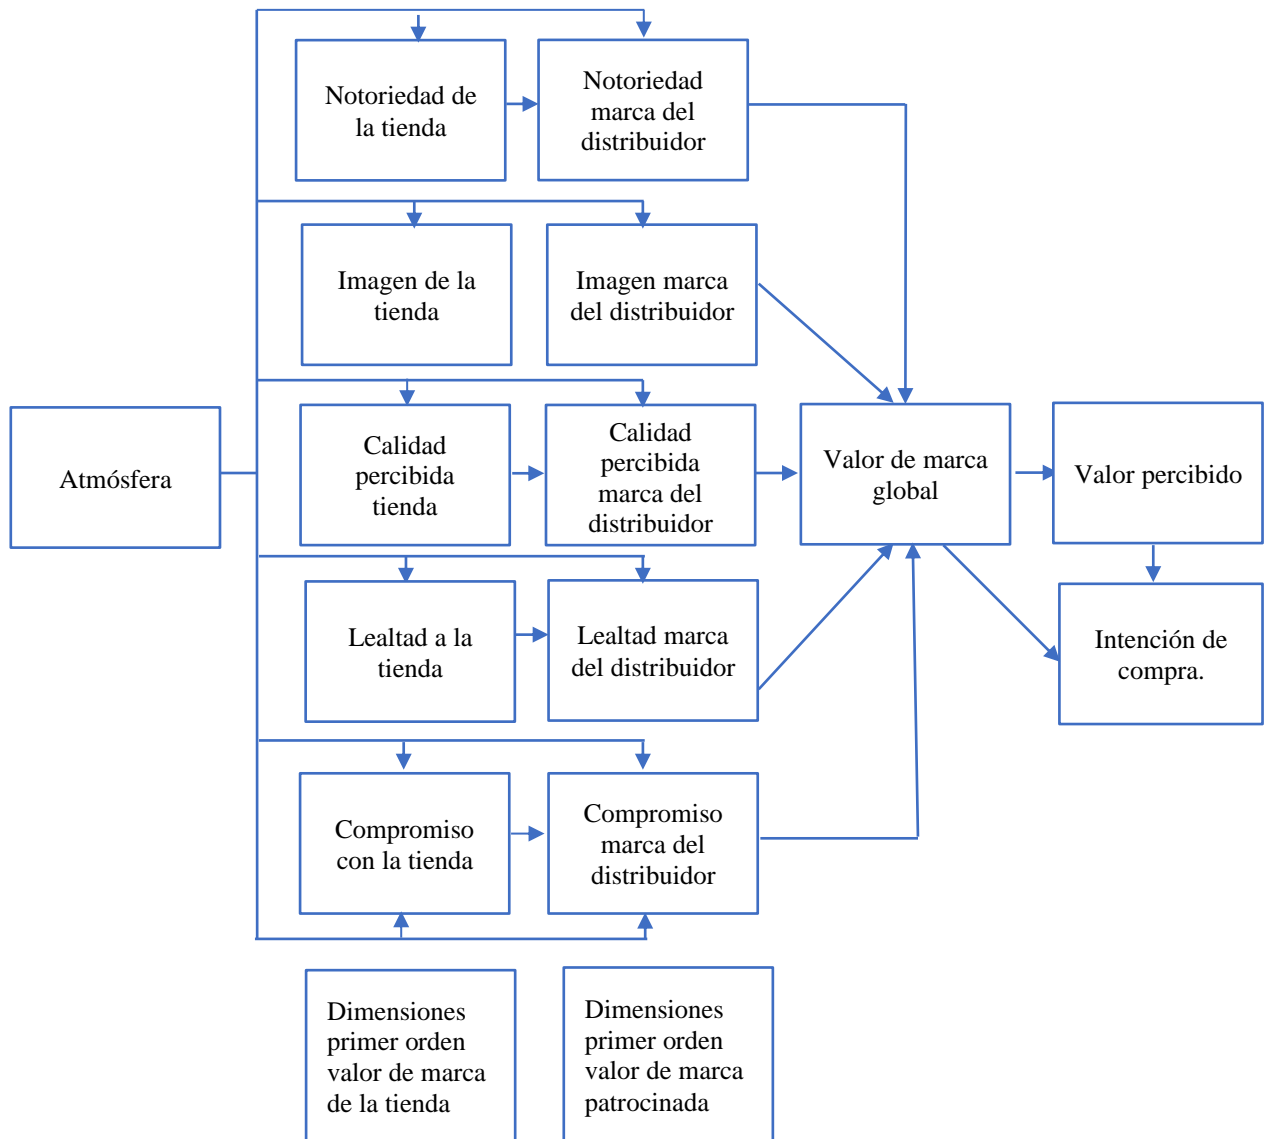 Notoriedad de
la tienda
Notoriedad
marca del
distribuidor
Imagen de la
tienda
Imagen marca
del distribuidor
Atmósfera
Calidad
percibida
tienda
Calidad
percibida
marca del
distribuidor
Valor de marca
global
Valor percibido
Lealtad a la
tienda
Lealtad marca
del distribuidor
Intención de
compra.
Compromiso
con la tienda
Compromiso
marca del
distribuidor
Dimensiones
primer orden
valor de marca
de la tienda
Dimensiones
primer orden
valor de marca
patrocinada